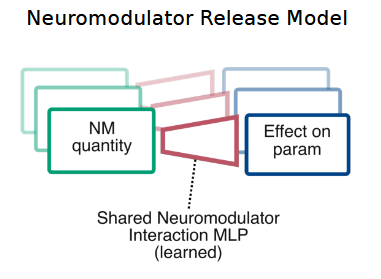 Neuromodulator Release Model
NM
quantity
Effect on
param
Shared Neuromodulator
Interaction MLP
(learned)